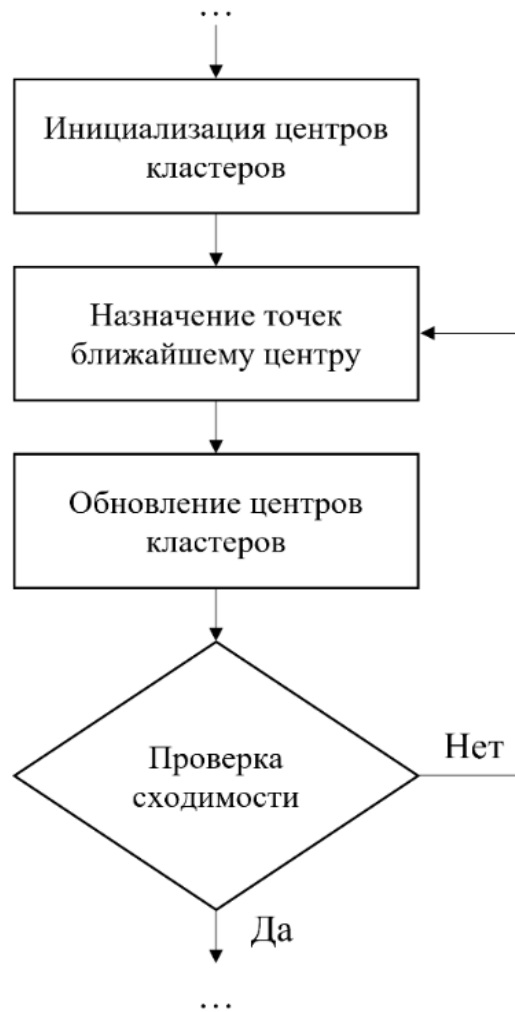 ...
Инициализация центров
кластеров
Назначение точек
ближайшему центру
Обновление центров
кластеров
Проверка
сходимости
Нет
Да
...